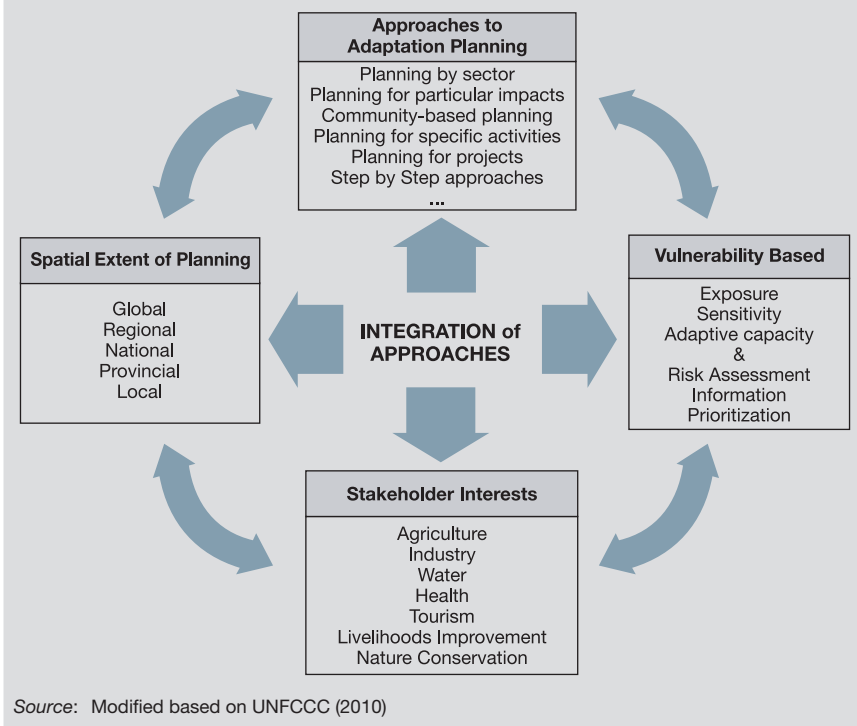 Approaches to
Adaptation Planning
Planning by sector
Planning for particular impacts
Community-based planning
Planning for specific activities
Planning for projects
Step by Step approaches
...
Spatial Extent of Planning
Global
Regional
National
Provincial
Local
INTEGRATION of
APPROACHES
Vulnerability Based
Exposure
Sensitivity
Adaptive capacity
&
Risk Assessment
Information
Prioritization
Stakeholder Interests
Agriculture
Industry
Water
Health
Tourism
Livelihoods Improvement
Nature Conservation
Source: Modified based on UNFCCC (2010)